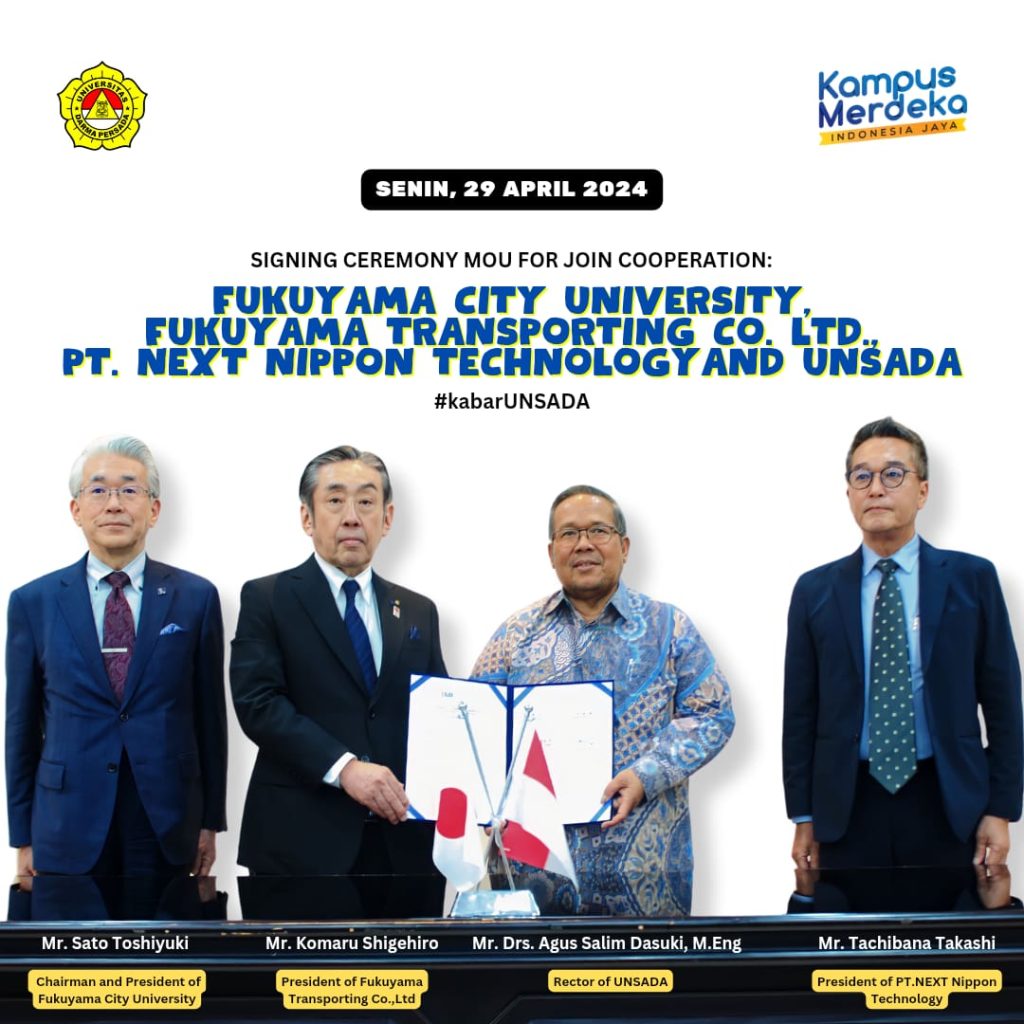 UNIVERSITAS
DARMA PERSADA
Kampus
Merdeka
INDONESIA JAYA
SENIN, 29 APRIL 2024
SIGNING CEREMONY MOU FOR JOIN COOPERATION:
FUKUYAMA CITY UNIVERSITY,
FUKUYAMA TRANSPORTING CO. LTD.,
PT. NEXT NIPPON TECHNOLOGYAND UNSADA
#kabarUNSADA
Mr. Sato Toshiyuki
Chairman and President of
Fukuyama City University
Mr. Komaru Shigehiro
President of Fukuyama
Transporting Co.,Ltd
Mr. Drs. Agus Salim Dasuki, M.Eng
Rector of UNSADA
Mr. Tachibana Takashi
President of PT.NEXT Nippon
Technology